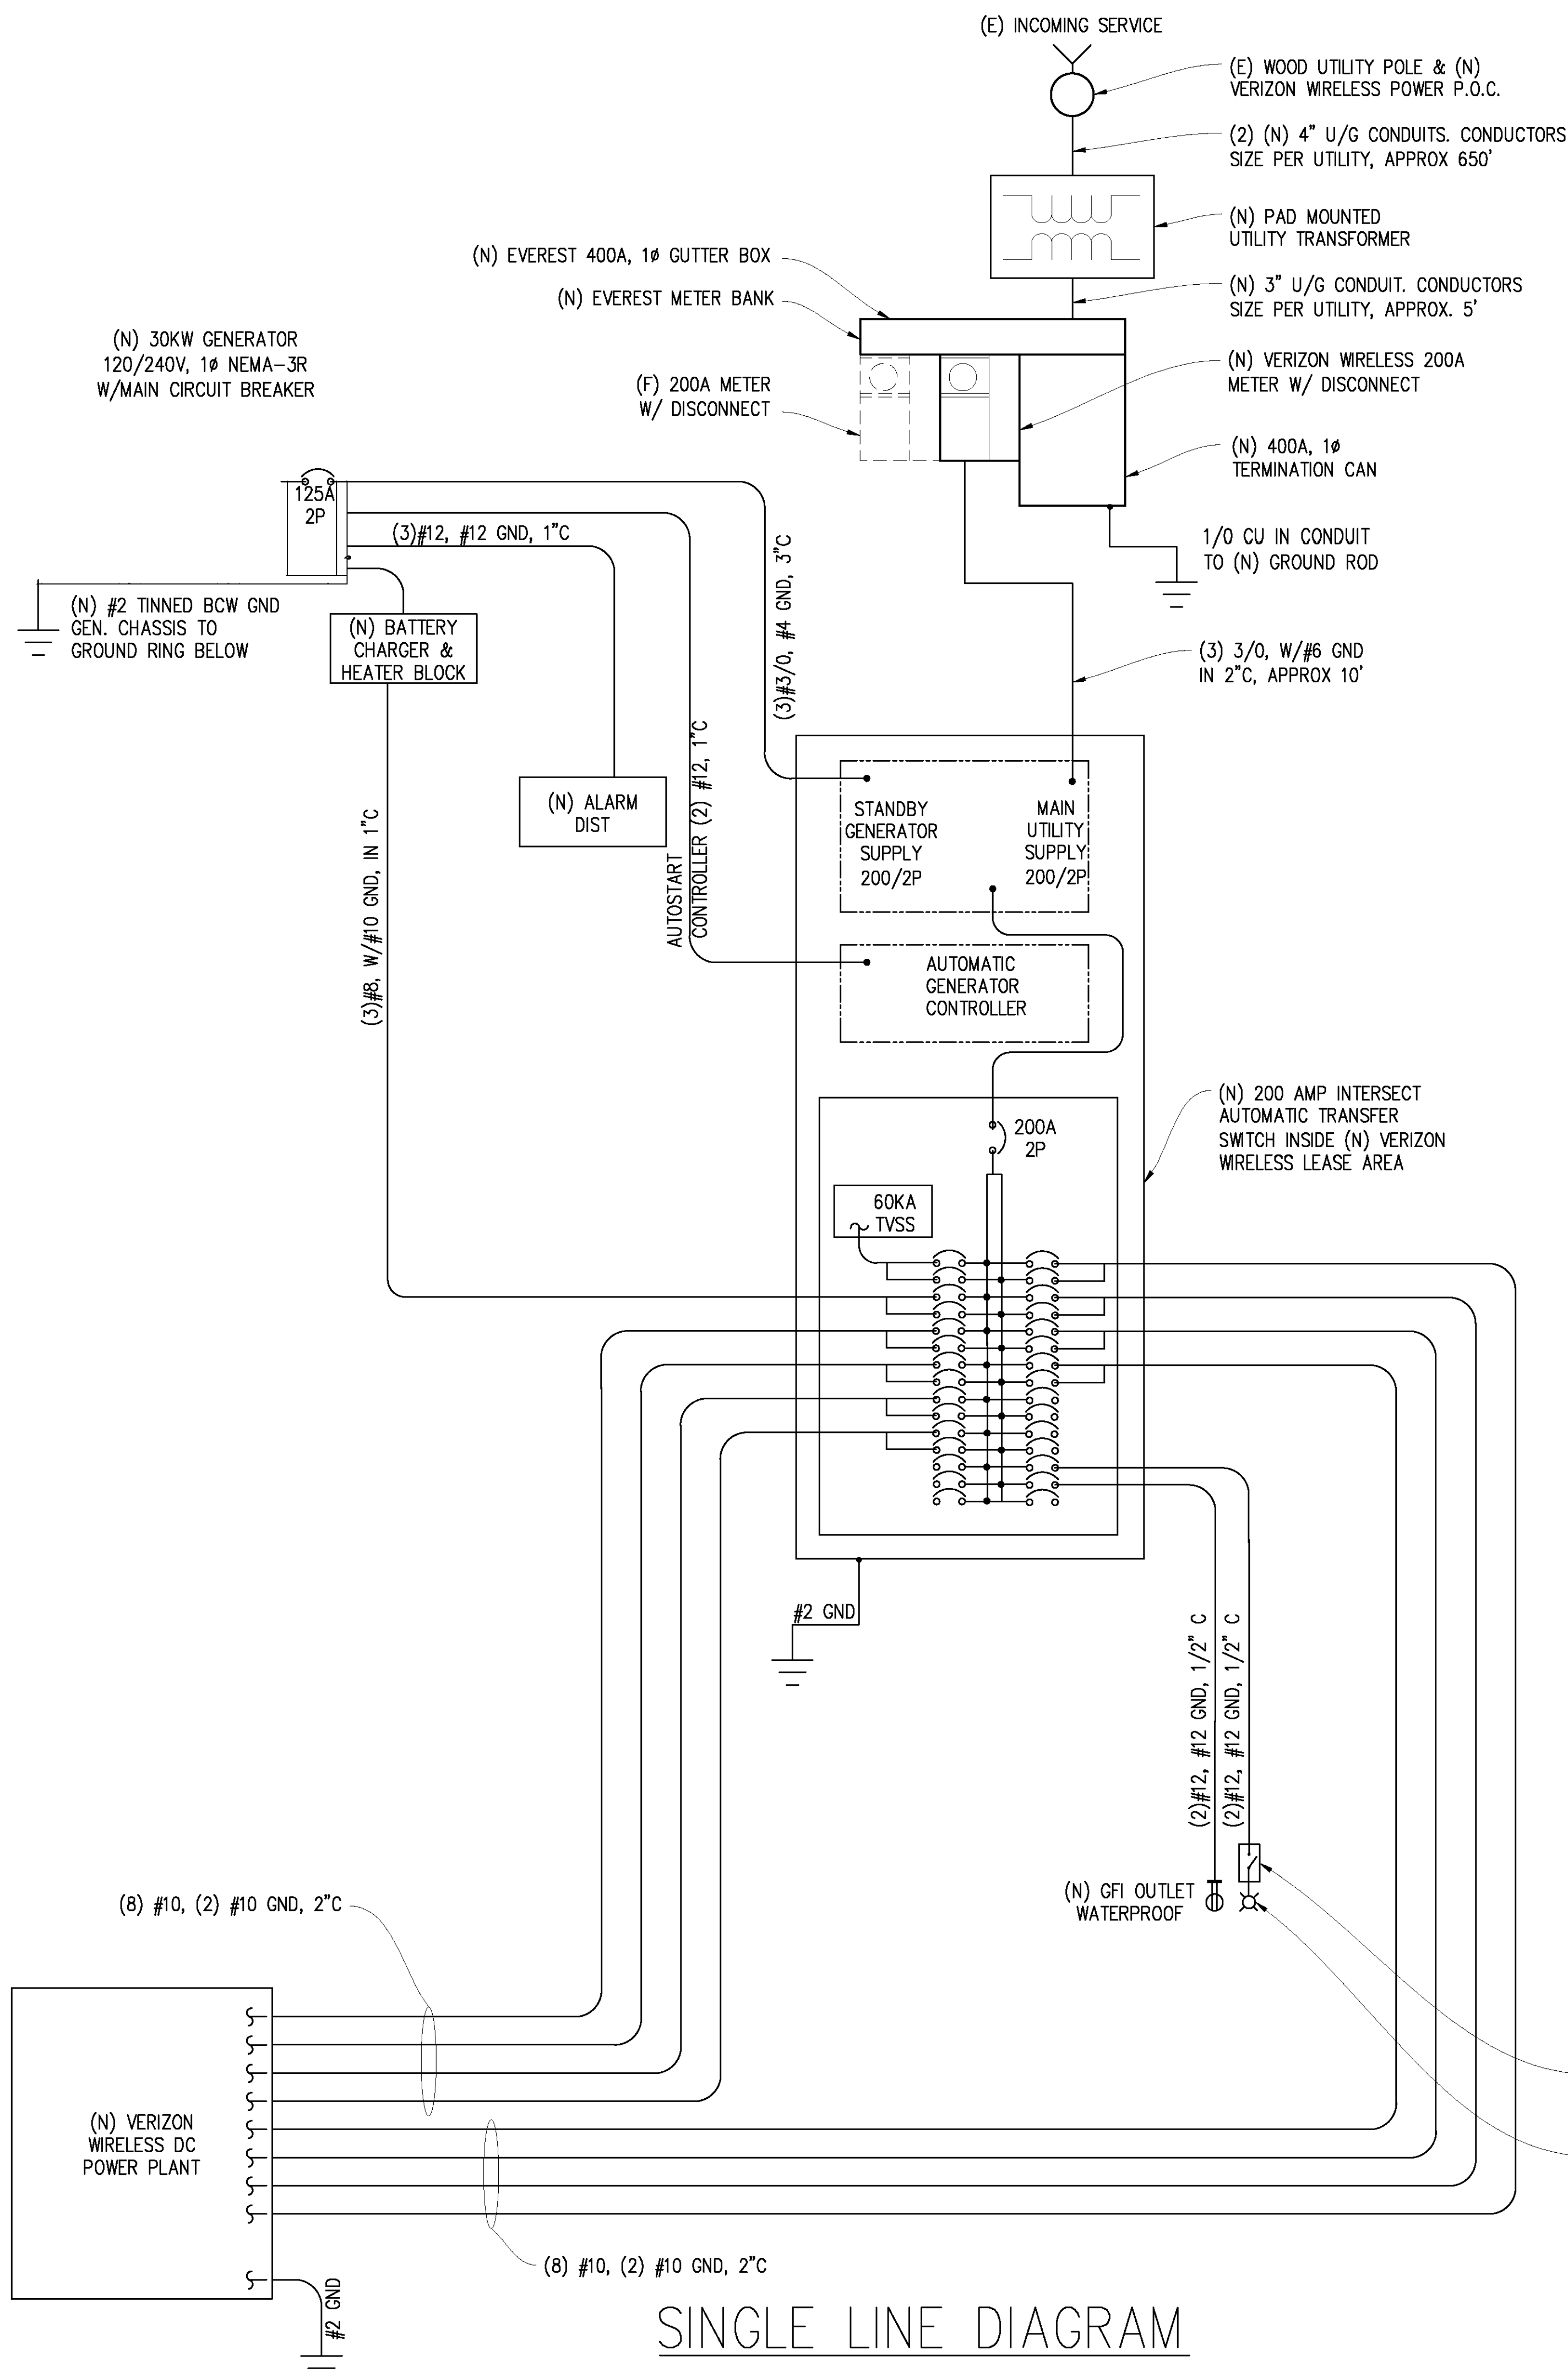 (E) INCOMING SERVICE
(E) WOOD UTILITY POLE & (N)
VERIZON WIRELESS POWER P.O.C.
(2) (N) 4" U/G CONDUITS. CONDUCTORS
SIZE PER UTILITY, APPROX 650'
(N) PAD MOUNTED
UTILITY TRANSFORMER
(N) EVEREST 400A, 1ø GUTTER BOX
(N) EVEREST METER BANK
(N) 3" U/G CONDUIT. CONDUCTORS
SIZE PER UTILITY, APPROX. 5'
(N) 30KW GENERATOR
120/240V, 1ø NEMA-3R
W/MAIN CIRCUIT BREAKER
(F) 200A METER
W/ DISCONNECT
(N) VERIZON WIRELESS 200A
METER W/ DISCONNECT
(N) 400A, 1ø
TERMINATION CAN
125A
2P
(3)#12, #12 GND, 1"C
1/0 CU IN CONDUIT
TO (N) GROUND ROD
(N) #2 TINNED BCW GND
GEN. CHASSIS TO
GROUND RING BELOW
(N) BATTERY
CHARGER &
HEATER BLOCK
(3)#3/0, #4 GND, 3"C
(3) 3/0, W/#6 GND
IN 2"C, APPROX 10'
(N) ALARM
DIST
AUTOSTART
CONTROLLER (2) #12, 1"C
(3)#8, W/#10 GND, IN 1"C
STANDBY
GENERATOR
SUPPLY
200/2P
MAIN
UTILITY
SUPPLY
200/2P
AUTOMATIC
GENERATOR
CONTROLLER
(N) 200 AMP INTERSECT
AUTOMATIC TRANSFER
SWITCH INSIDE (N) VERIZON
WIRELESS LEASE AREA
200A
2P
60KA
TVSS
#2 GND
(2)#12, #12 GND, 1/2" C
(2)#12, #12 GND, 1/2" C
(N) GFI OUTLET
WATERPROOF
(8) #10, (2) #10 GND, 2"C
(N) VERIZON
WIRELESS DC
POWER PLANT
(8) #10, (2) #10 GND, 2"C
#2 GND
SINGLE LINE DIAGRAM